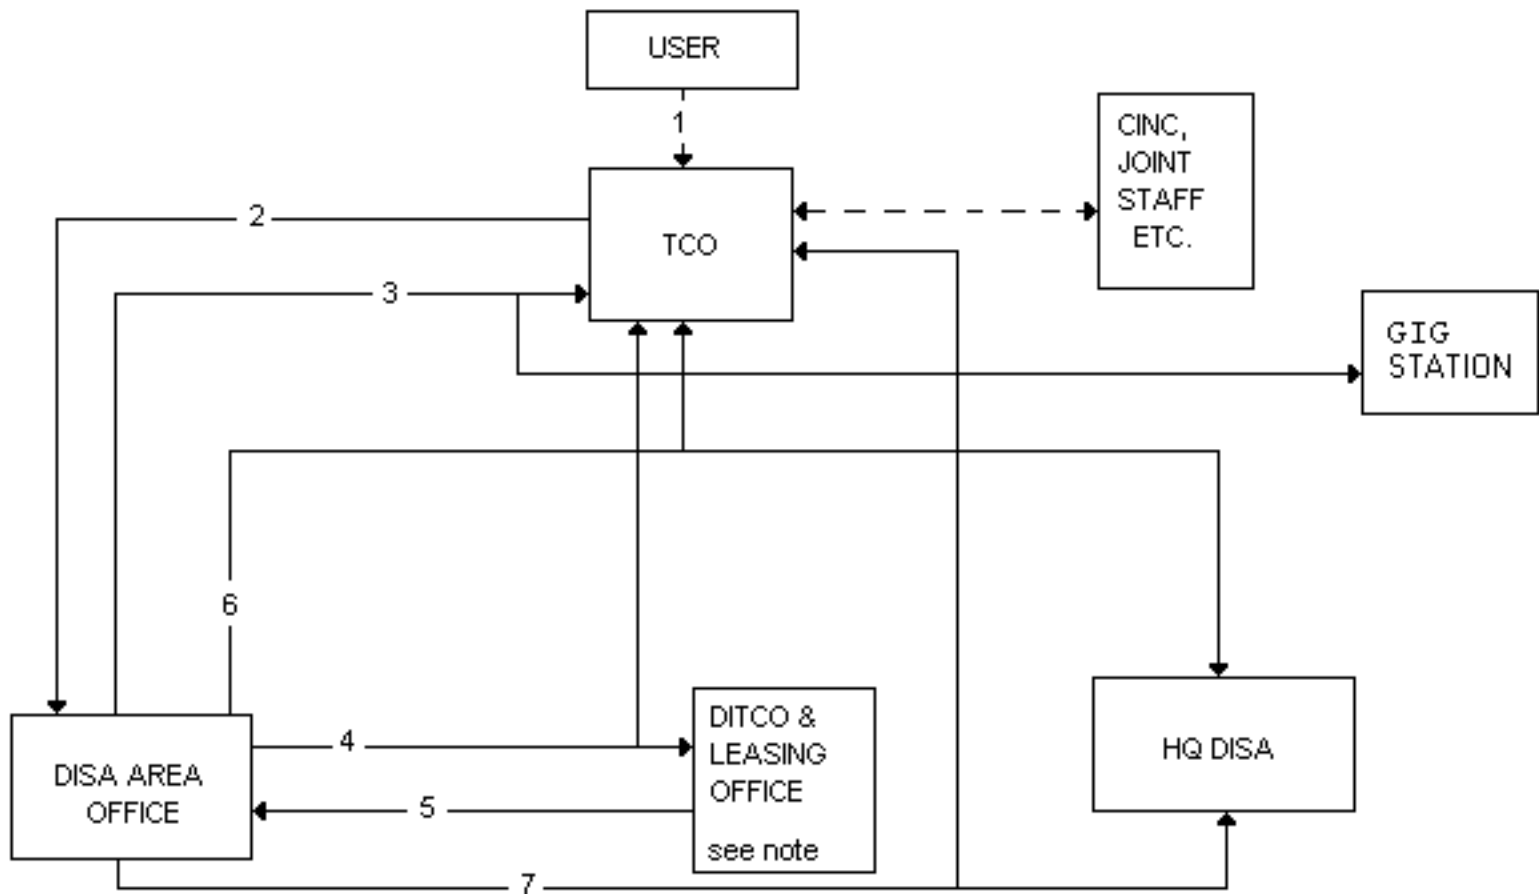 USER
1
CINC,
JOINT
STAFF
ETC.
2
TCO
3
GIG
STATION
6
4
DITCO &
LEASING
OFFICE
see note
HQ DISA
DISA AREA
OFFICE
5
7